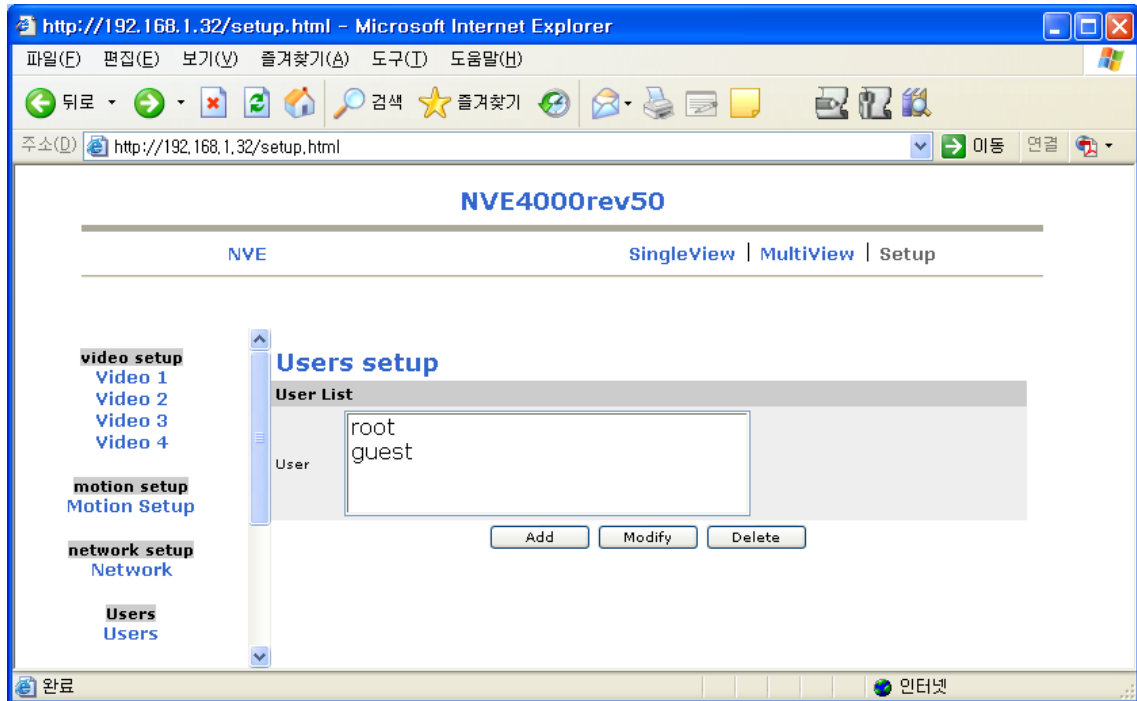 http://192.168.1.32/setup.html - Microsoft Internet Explorer
파일(F) 편집(E) 보기(V) 즐겨찾기(A) 도구(T) 도움말(H)
뒤로 검색 즐겨찾기
주소(D) http://192.168.1.32/setup.html 이동 연결
NVE4000rev50
NVE SingleView | MultiView | Setup
video setup
Video 1
Video 2
Video 3
Video 4
motion setup
Motion Setup
network setup
Network
Users
Users
Users setup
User List
User
root
guest
Add Modify Delete
완료 인터넷